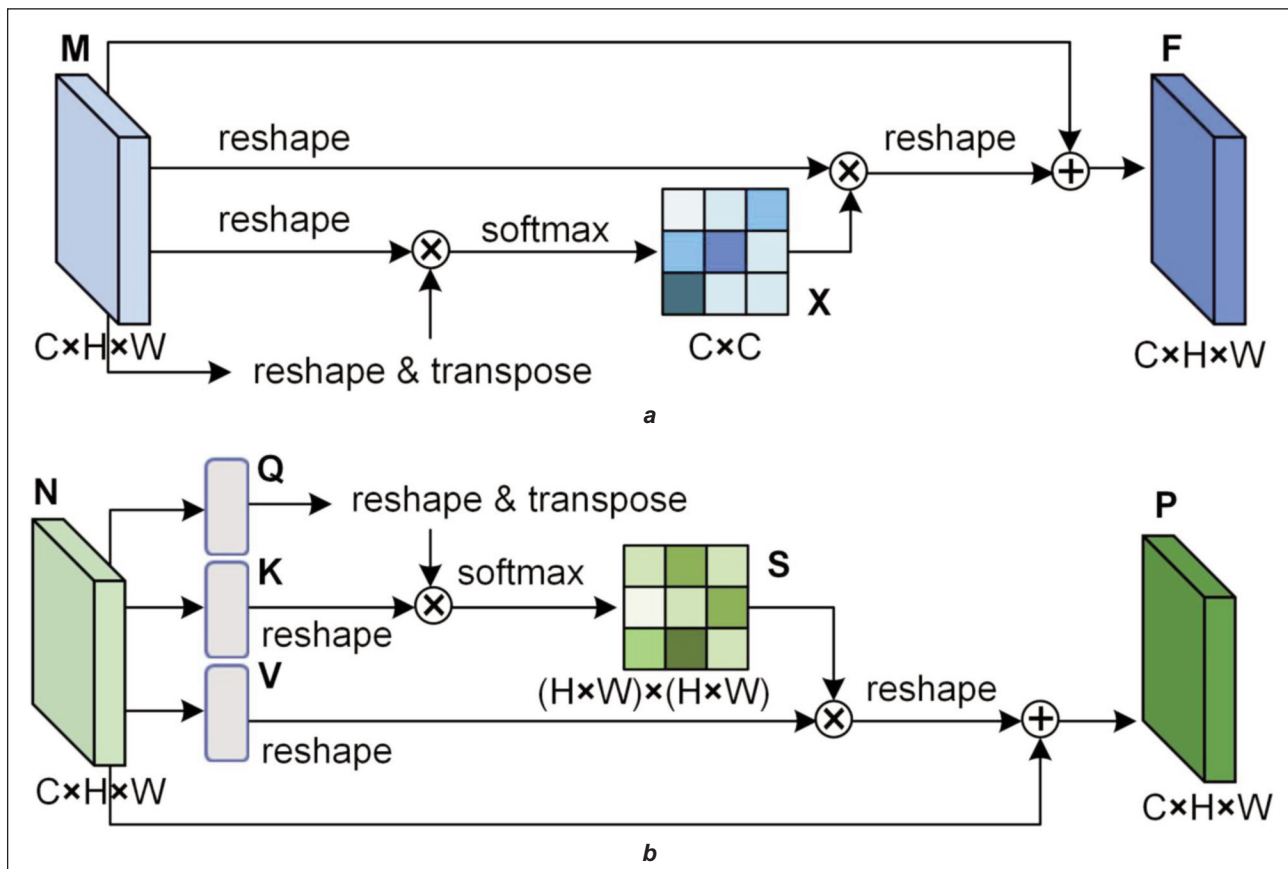 M
F
reshape
reshape
reshape
softmax
X
C×H×W
C×C
C×H×W
reshape & transpose
a
N
Q
reshape & transpose
P
K
softmax
S
reshape
V
(H×W)×(H×W)
reshape
reshape
C×H×W
C×H×W
b